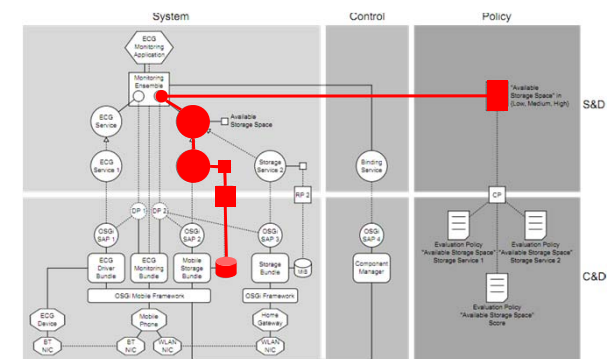 System
Control
Policy
ECG
Monitoring
Application
Monitoring
Ensemble
"Available
Storage Space" in
(Low, Medium, High)
S&D
ECG
Service
Available
Storage Space
ECG
Service 1
Storage
Service 2
Binding
Service
RP 2
CP
DP 1
DP 2
OSGi
SAP 1
OSGi
SAP 2
OSGi
SAP 3
OSGi
SAP 4
Evaluation Policy
"Available Storage Space"
Storage Service 1
Evaluation Policy
"Available Storage Space"
Storage Service 2
ECG
Driver
Bundle
ECG
Monitoring
Bundle
Mobile
Storage
Bundle
Storage
Bundle
MB
Component
Manager
C&D
OSGi Mobile Framework
OSGi Framework
Evaluation Policy
"Available Storage Space"
Score
ECG
Device
Mobile
Phone
Home
Gateway
BT
NIC
BT
NIC
WLAN
NIC
WLAN
NIC